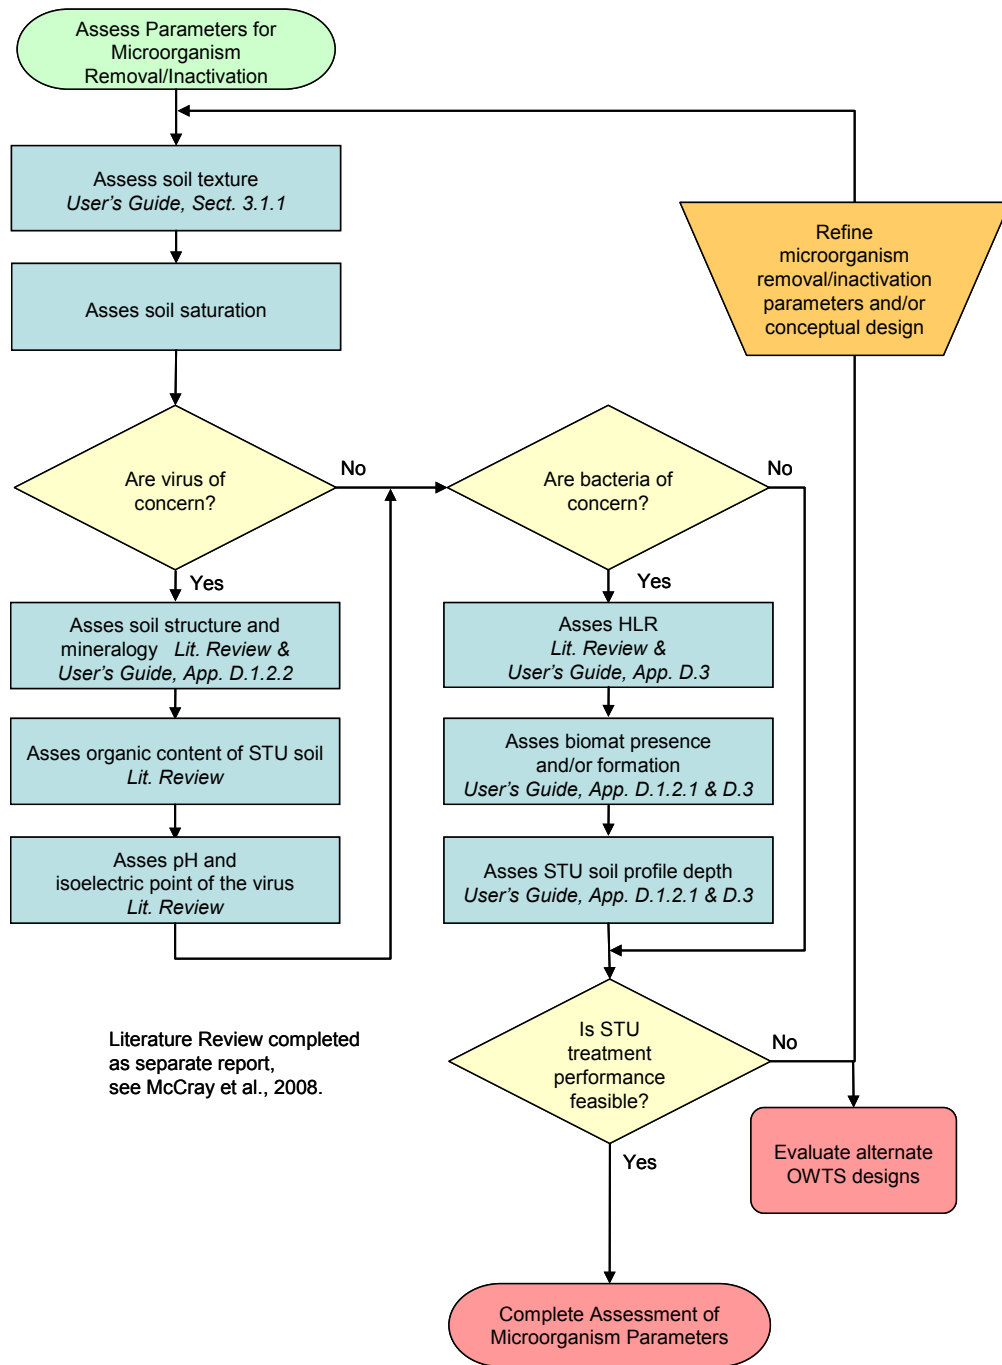 Assess Parameters for
Microorganism
Removal/Inactivation
Assess soil texture
User's Guide, Sect. 3.1.1
Asses soil saturation
Refine
microorganism
removal/inactivation
parameters and/or
conceptual design
Are virus of
concern?
No
Yes
Are bacteria of
concern?
No
Yes
Asses soil structure and
mineralogy Lit. Review &
User's Guide, App. D.1.2.2
Asses organic content of STU soil
Lit. Review
Asses pH and
isoelectric point of the virus
Lit. Review
Asses HLR
Lit. Review &
User's Guide, App. D.3
Asses biomat presence
and/or formation
User's Guide, App. D.1.2.1 & D.3
Asses STU soil profile depth
User's Guide, App. D.1.2.1 & D.3
Literature Review completed
as separate report,
see McCray et al., 2008.
Is STU
treatment
performance
feasible?
No
Yes
Evaluate alternate
OWTS designs
Complete Assessment of
Microorganism Parameters